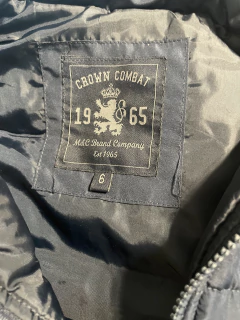 CROWN COMBAT
19 65
M&C Brand Company
Est 1965
6